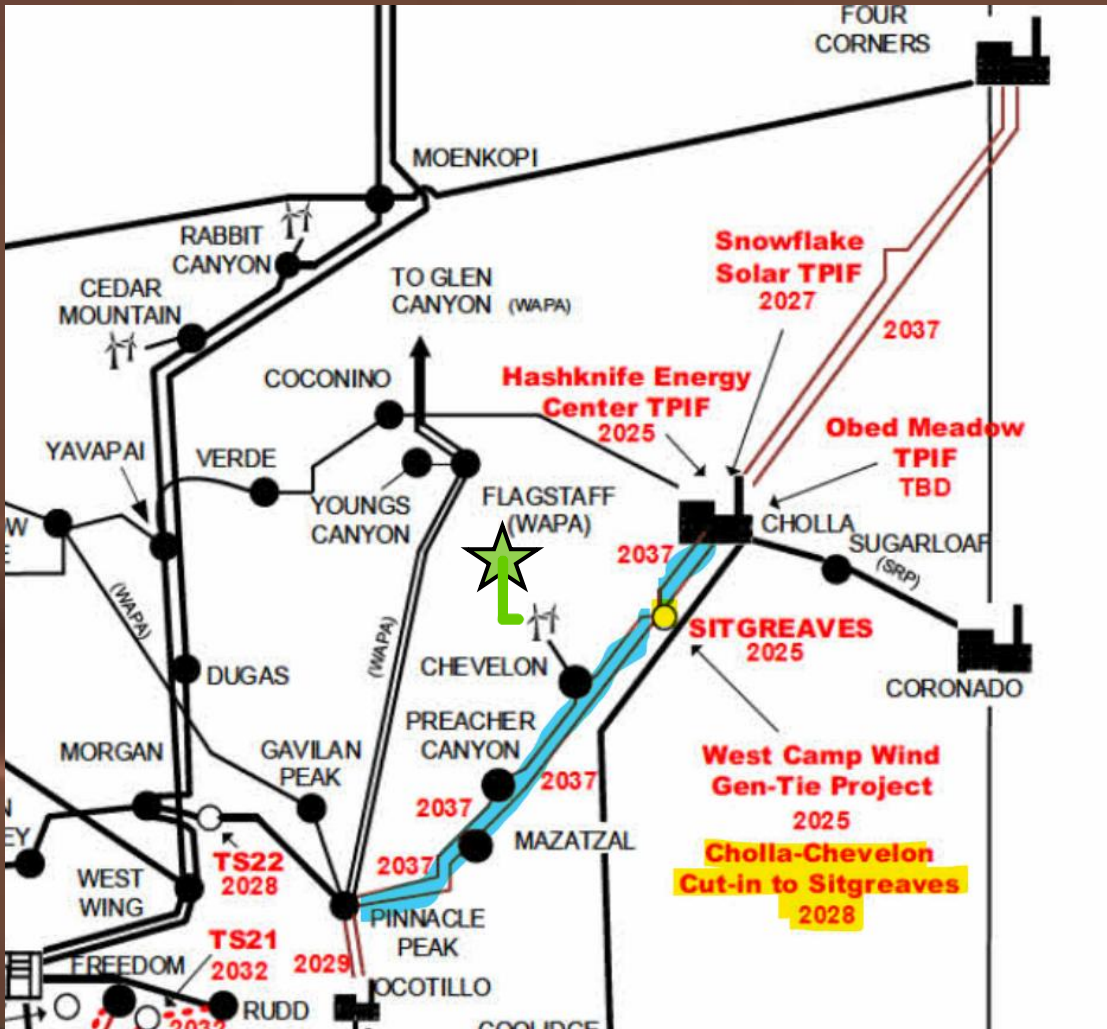 FOUR
CORNERS
MOENKOPI
RABBIT
CANYON
CEDAR
MOUNTAIN
TO GLEN
CANYON (WAPA)
Snowflake
Solar TPIF
2027
2037
COCONINO
Hashknife Energy
Center TPIF
2025
Obed Meadow
TPIF
TBD
YAVAPAI
VERDE
YOUNGS
CANYON
FLAGSTAFF
(WAPA)
CHOLLA
SUGARLOAF
(SRP)
2037
W
E
(WAPA)
(WAPA)
SITGREAVES
2025
CHEVELON
DUGAS
CORONADO
PREACHER
CANYON
MORGAN
GAVILAN
PEAK
2037
2037
West Camp Wind
Gen-Tie Project
2025
N
EY
MAZATZAL
TS22
2028
2037
Cholla-Chevelon
Cut-in to Sitgreaves
2028
WEST
WING
PINNACLE
PEAK
TS21
2032
FREEDOM
2029
OCOTILLO
RUDD
2032
COOLIDGE